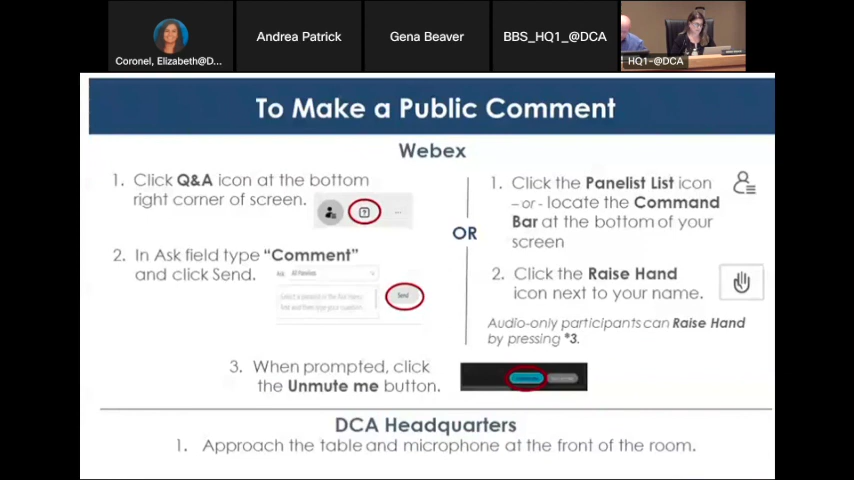 Coronel, Elizabeth@D...
Andrea Patrick
Gena Beaver
BBS_HQ1_@DCA
HQ1-@DCA
To Make a Public Comment
Webex
1. Click Q&A icon at the bottom
right corner of screen.
2. In Ask field type “Comment”
and click Send.
Ask:
All Panelists
Send
OR
1. Click the Panelist List icon
– or - locate the Command
Bar at the bottom of your
screen
2. Click the Raise Hand
icon next to your name.
Audio-only participants can Raise Hand
by pressing *3.
3. When prompted, click
the Unmute me button.
DCA Headquarters
1. Approach the table and microphone at the front of the room.